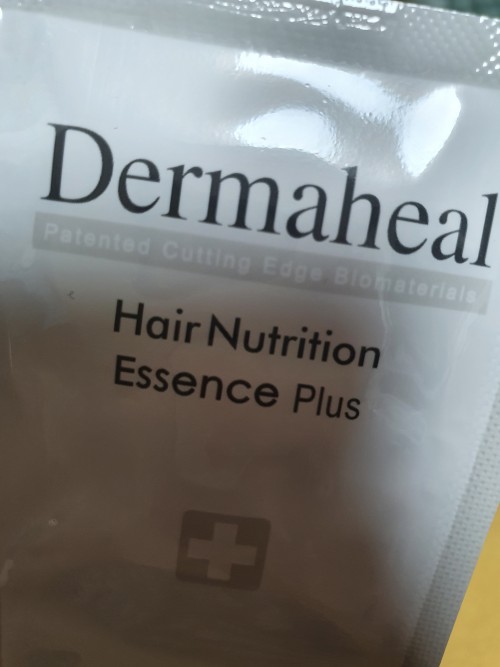 Dermaheal
Patented Cutting Edge Biomaterials
Hair Nutrition
Essence Plus